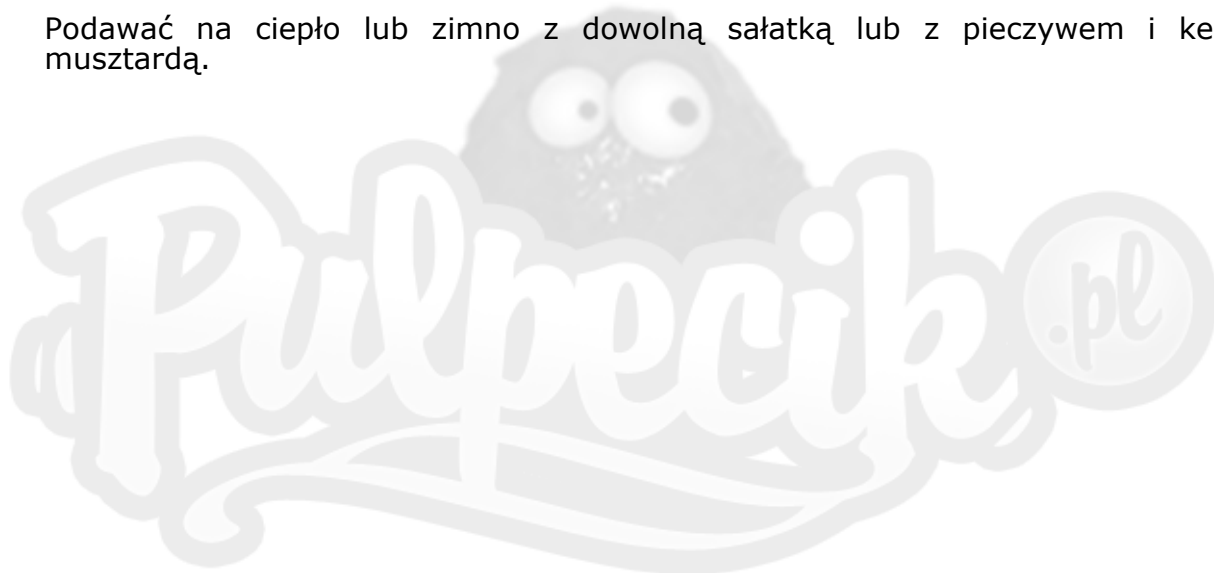 Podawać na ciepło lub zimno z dowolną sałatką lub z pieczywem i ke
musztardą.
Pulpecik .pl